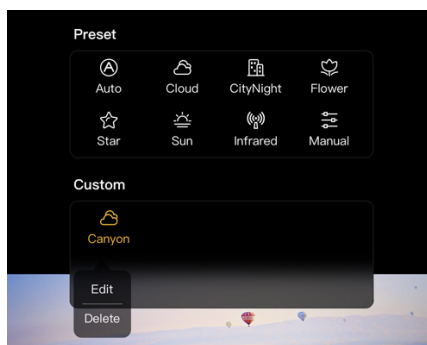 Preset
Auto Cloud CityNight Flower
Star Sun Infrared Manual
Custom
Canyon
Edit
Delete